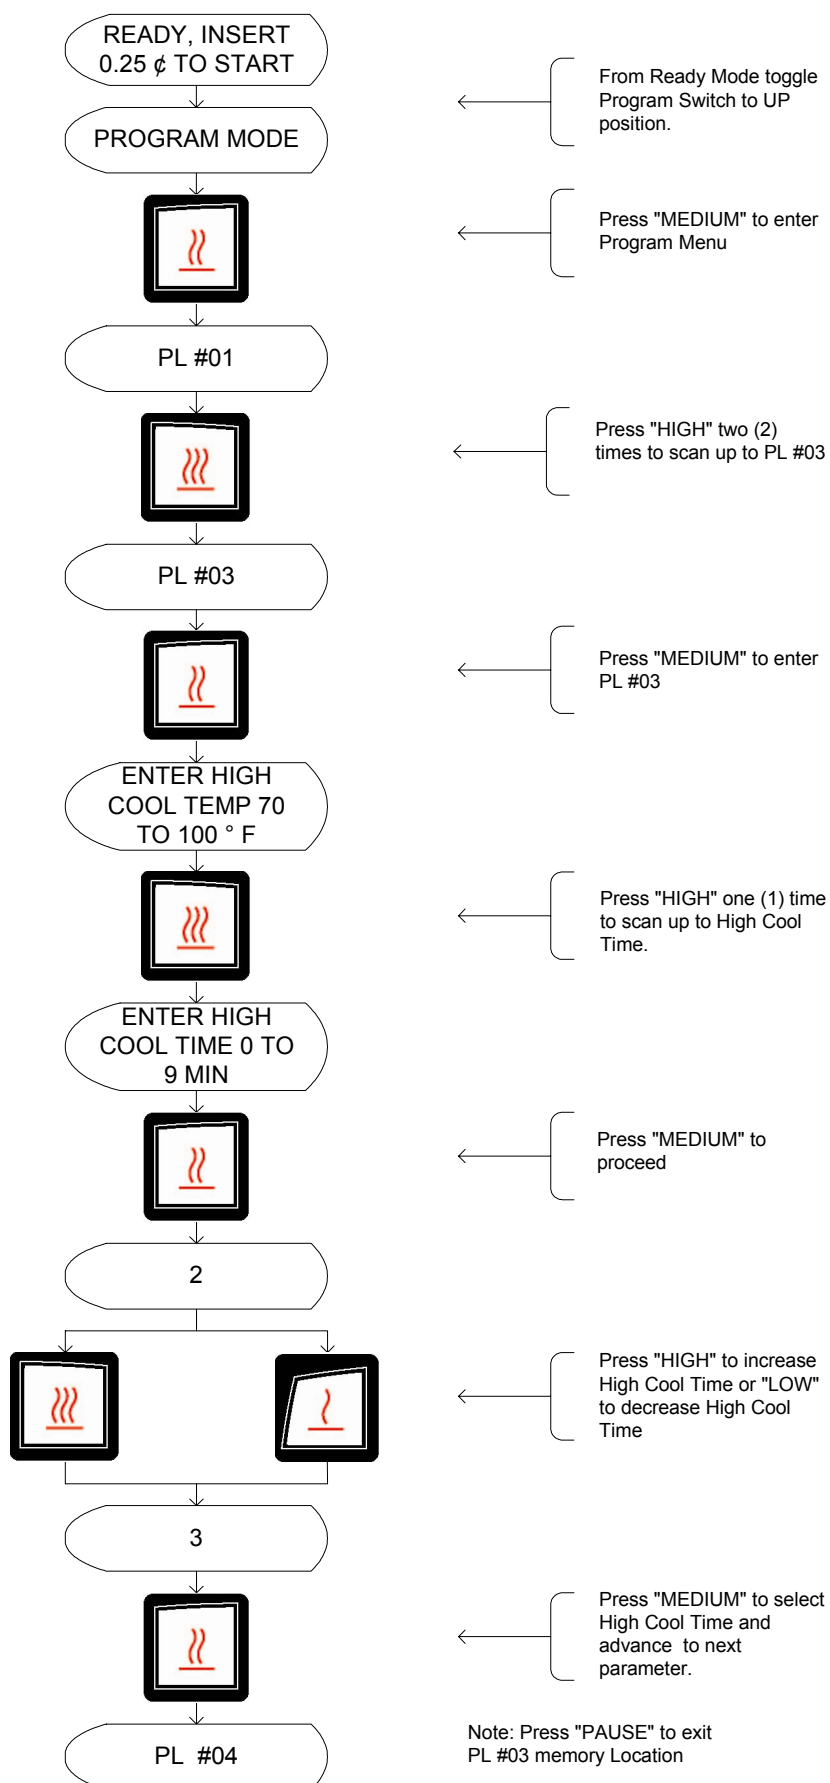 READY, INSERT
0.25 ¢ TO START
From Ready Mode toggle
Program Switch to UP
position.
PROGRAM MODE
Press "MEDIUM" to enter
Program Menu
PL #01
Press "HIGH" two (2)
times to scan up to PL #03
PL #03
Press "MEDIUM" to enter
PL #03
ENTER HIGH
COOL TEMP 70
TO 100 ° F
Press "HIGH" one (1) time
to scan up to High Cool
Time.
ENTER HIGH
COOL TIME 0 TO
9 MIN
Press "MEDIUM" to
proceed
2
Press "HIGH" to increase
High Cool Time or "LOW"
to decrease High Cool
Time
3
Press "MEDIUM" to select
High Cool Time and
advance to next
parameter.
PL #04
Note: Press "PAUSE" to exit
PL #03 memory Location